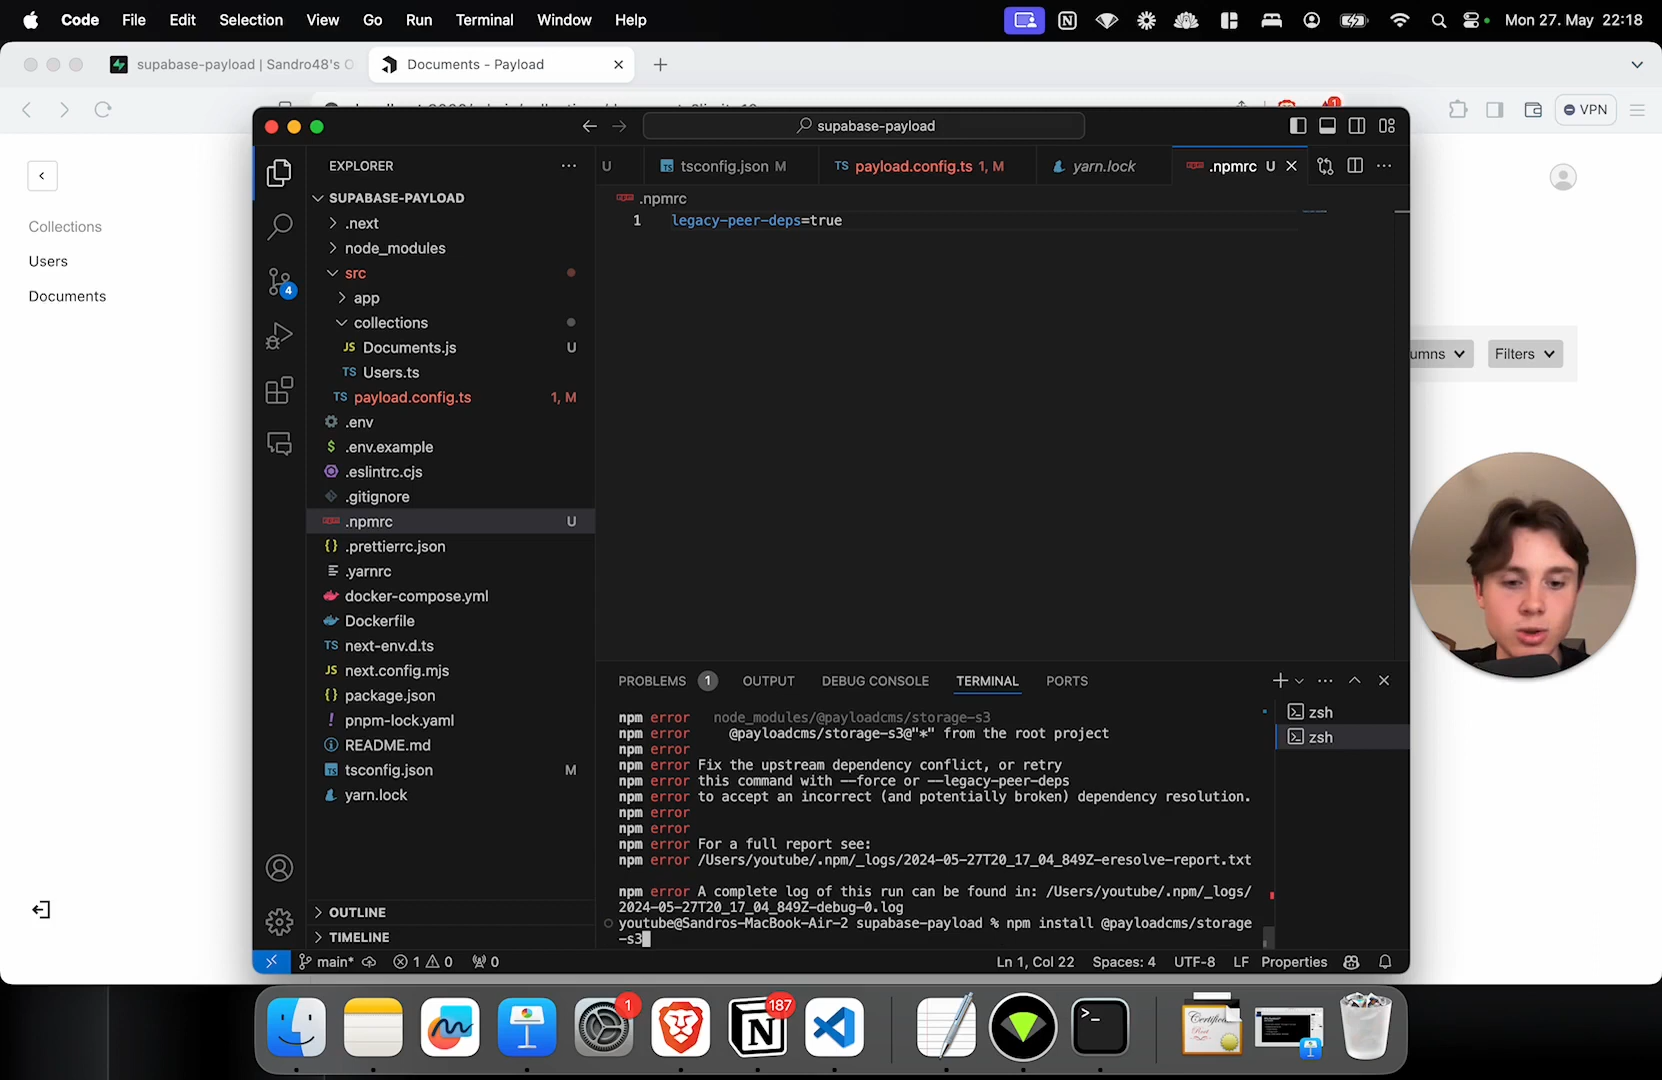 Code File Edit Selection View Go Run Terminal Window Help
Mon 27. May 22:18
supabase-payload | Sandro48's O
Documents - Payload
VPN
Collections
Users
Documents
umns
Filters
supabase-payload
EXPLORER
SUPABASE-PAYLOAD
.next
node_modules
src
app
collections
JS Documents.js U
TS Users.ts
TS payload.config.ts 1, M
.env
$ .env.example
.eslintrc.cjs
.gitignore
.npmrc U
{} .prettierrc.json
.yarnrc
docker-compose.yml
Dockerfile
TS next-env.d.ts
JS next.config.mjs
{} package.json
! pnpm-lock.yaml
README.md
TS tsconfig.json M
yarn.lock
OUTLINE
TIMELINE
4
U
TS tsconfig.json M
TS payload.config.ts 1, M
yarn.lock
.npmrc U
.npmrc
1 legacy-peer-deps=true
PROBLEMS 1 OUTPUT DEBUG CONSOLE TERMINAL PORTS
zsh
zsh
npm error node_modules/@payloadcms/storage-s3
npm error @payloadcms/storage-s3@"*" from the root project
npm error
npm error Fix the upstream dependency conflict, or retry
npm error this command with --force or --legacy-peer-deps
npm error to accept an incorrect (and potentially broken) dependency resolution.
npm error
npm error
npm error For a full report see:
npm error /Users/youtube/.npm/_logs/2024-05-27T20_17_04_849Z-eresolve-report.txt
npm error A complete log of this run can be found in: /Users/youtube/.npm/_logs/
2024-05-27T20_17_04_849Z-debug-0.log
youtube@Sandros-MacBook-Air-2 supabase-payload % npm install @payloadcms/storage
-s3
main* 1 0 0
Ln 1, Col 22 Spaces: 4 UTF-8 LF Properties
1
187
1